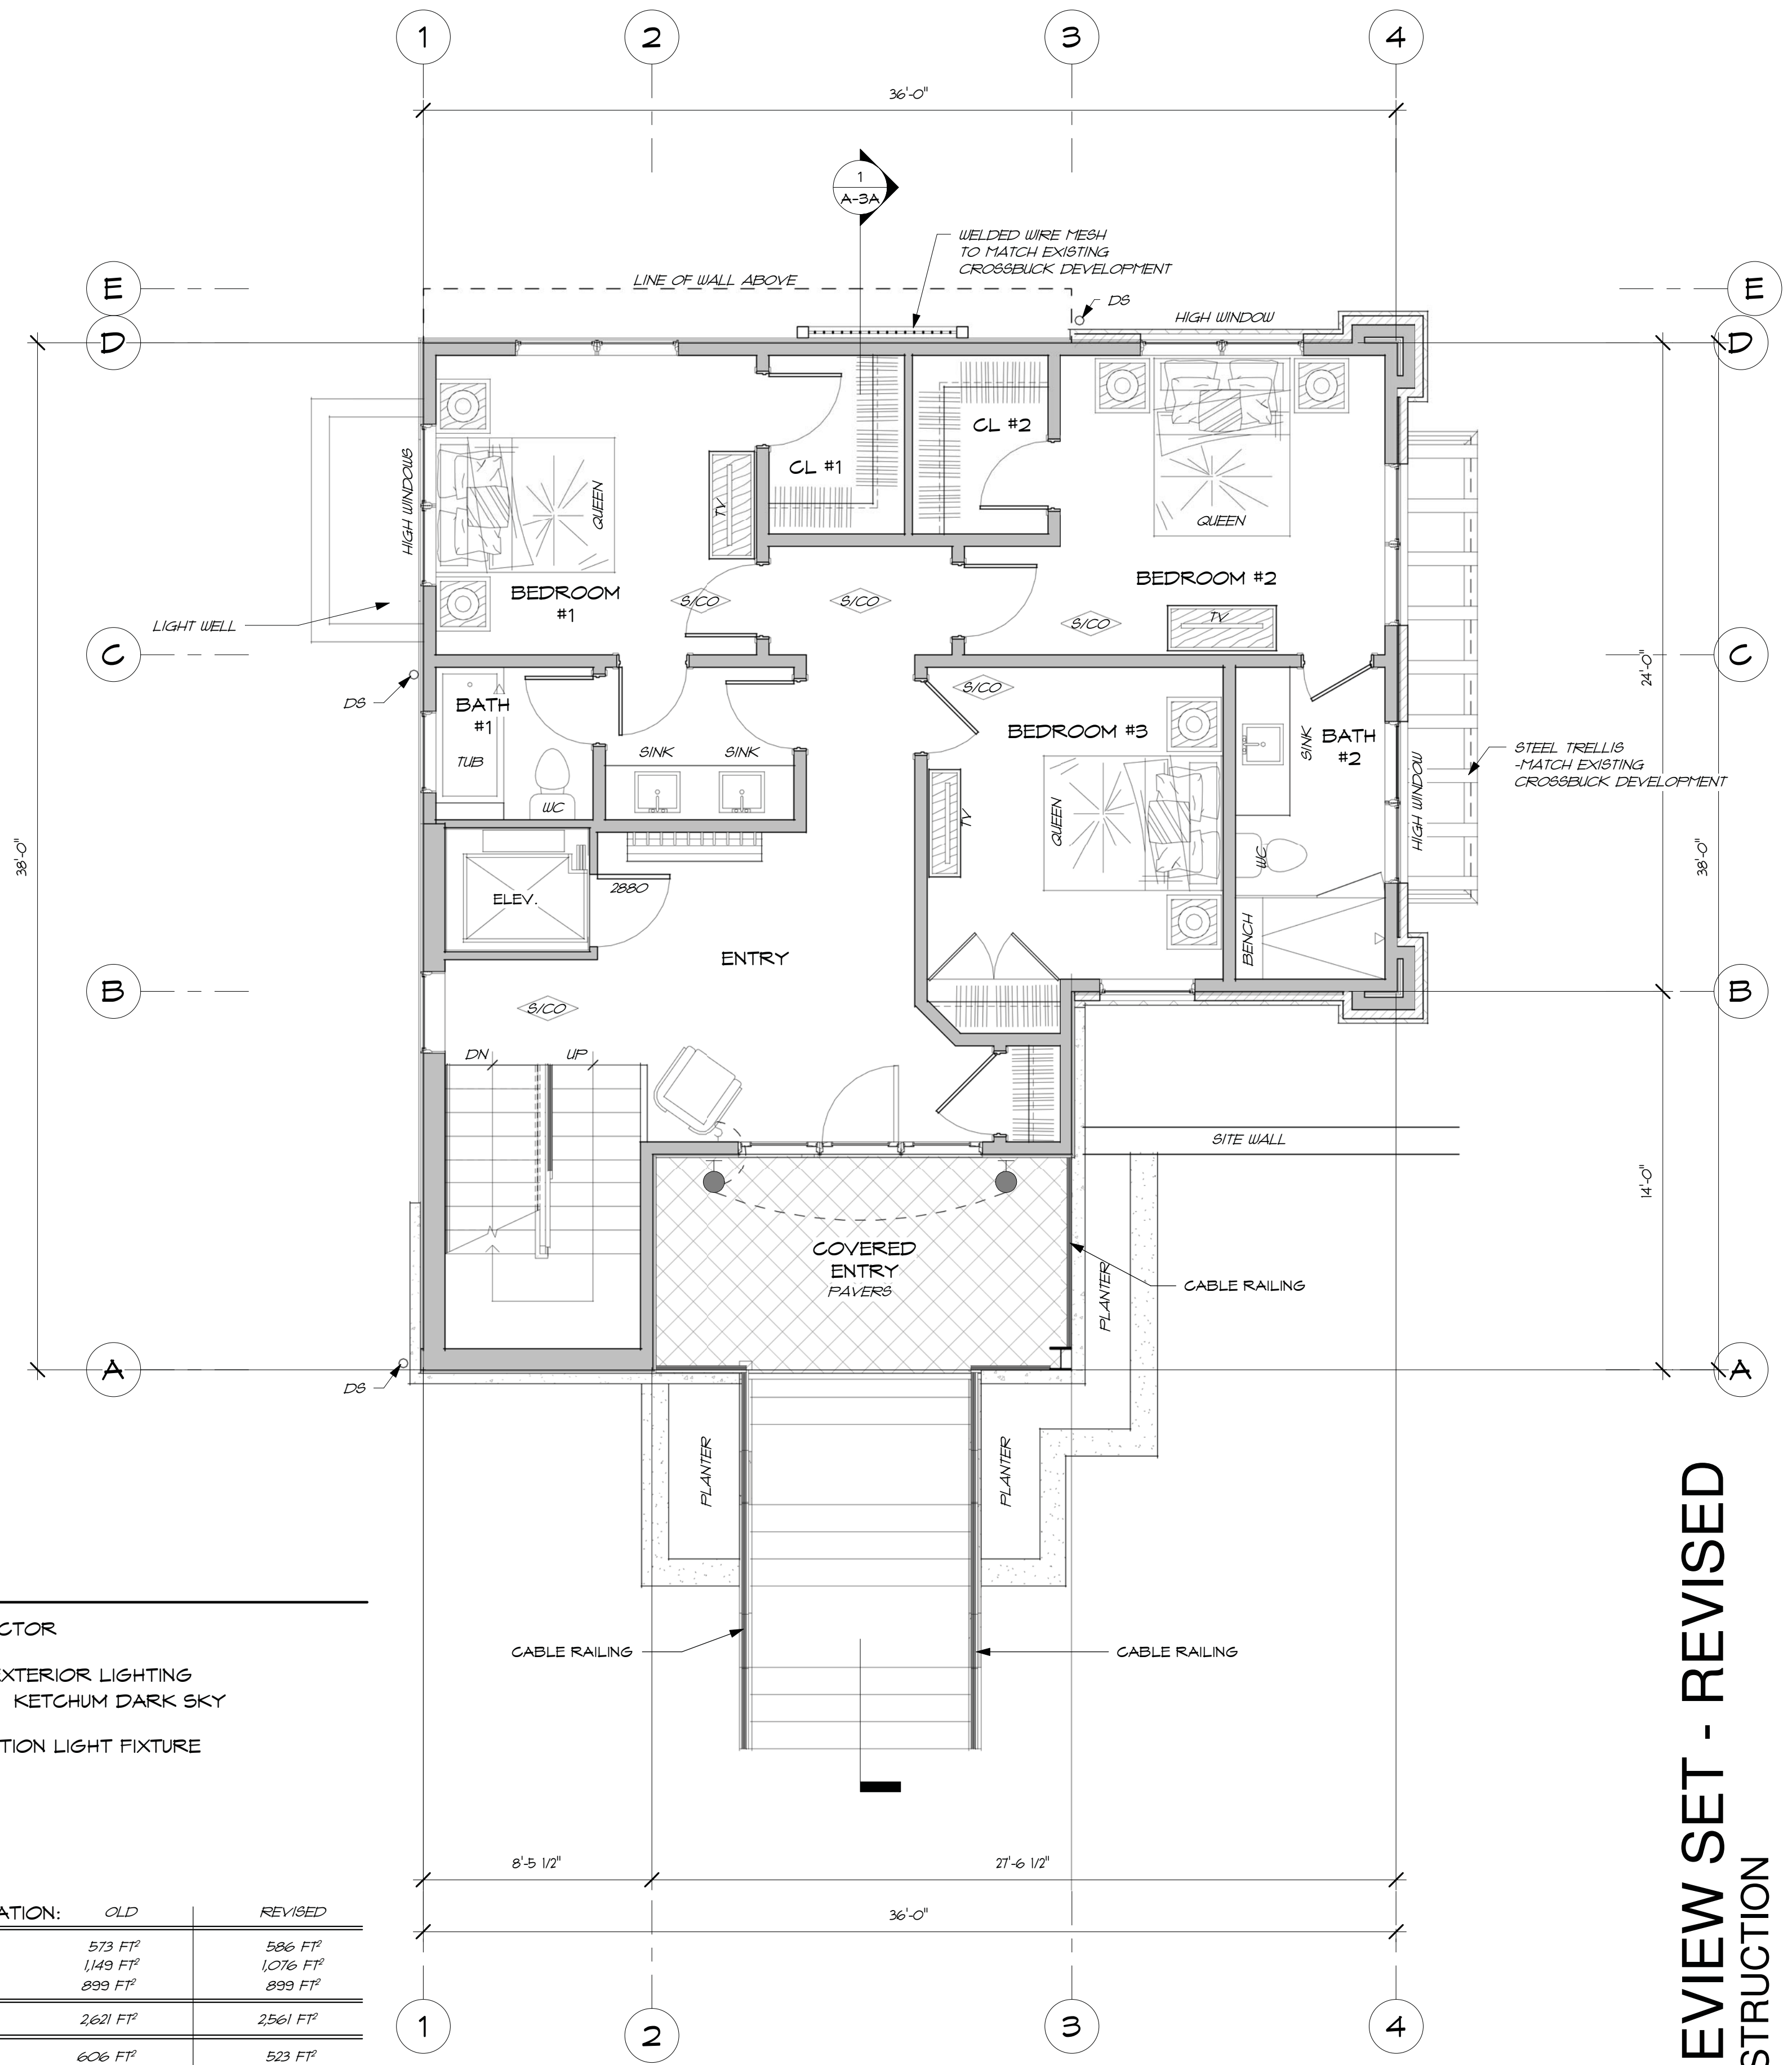 1
2
3
4
36'-0"
1
A-3A
WELDED WIRE MESH
TO MATCH EXISTING
CROSSBUCK DEVELOPMENT
LINE OF WALL ABOVE
DS
HIGH WINDOW
E
E
D
D
CL #2
CL #1
HIGH WINDOWS
QUEEN
TV
QUEEN
BEDROOM
#1
BEDROOM #2
S/CO
S/CO
S/CO
TV
LIGHT WELL
C
C
24'-0"
DS
S/CO
BATH
#1
BEDROOM #3
SINK
BATH
#2
SINK
SINK
TUB
WC
STEEL TRELLIS
-MATCH EXISTING
CROSSBUCK DEVELOPMENT
HIGH WINDOW
QUEEN
TV
WC
38'-0"
38'-0"
ELEV.
2880
BENCH
ENTRY
B
B
S/CO
DN
UP
SITE WALL
14'-0"
COVERED
ENTRY
PAVERS
CABLE RAILING
PLANTER
A
A
DS
PLANTER
PLANTER
CABLE RAILING
CABLE RAILING
CTOR
EXTERIOR LIGHTING
KETCHUM DARK SKY
TION LIGHT FIXTURE
EVIEW SET - REVISED
STRUCTION
8'-5 1/2"
27'-6 1/2"
36'-0"
ATION: OLD REVISED
573 FT² 586 FT²
1,149 FT² 1,076 FT²
899 FT² 899 FT²
2,621 FT² 2,561 FT²
606 FT² 523 FT²
1
2
3
4